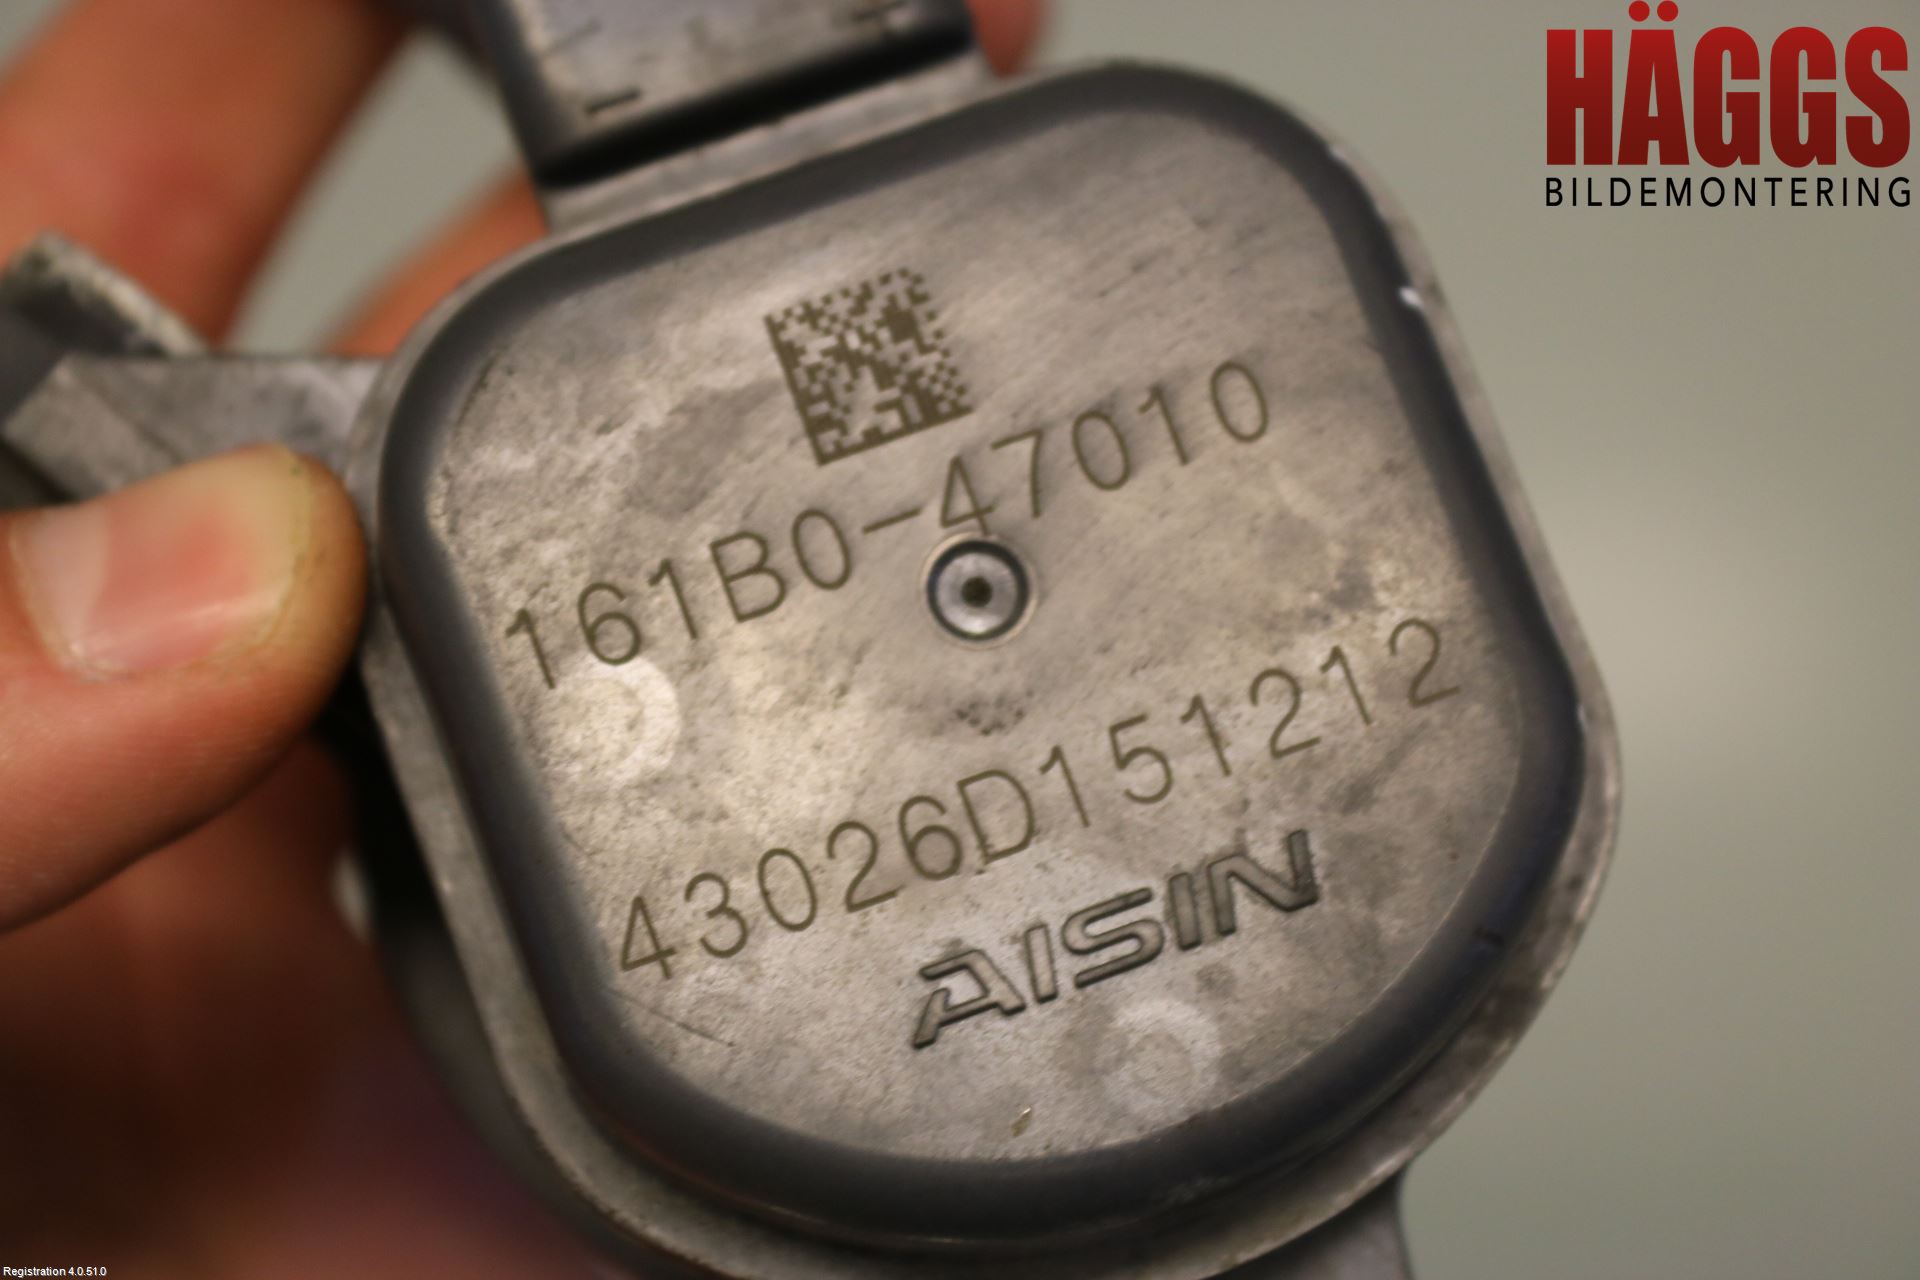 HÄGGS
BILDEMONTERING
161B0-47010
43026D151212
AISIN
Registration 4.0.51.0